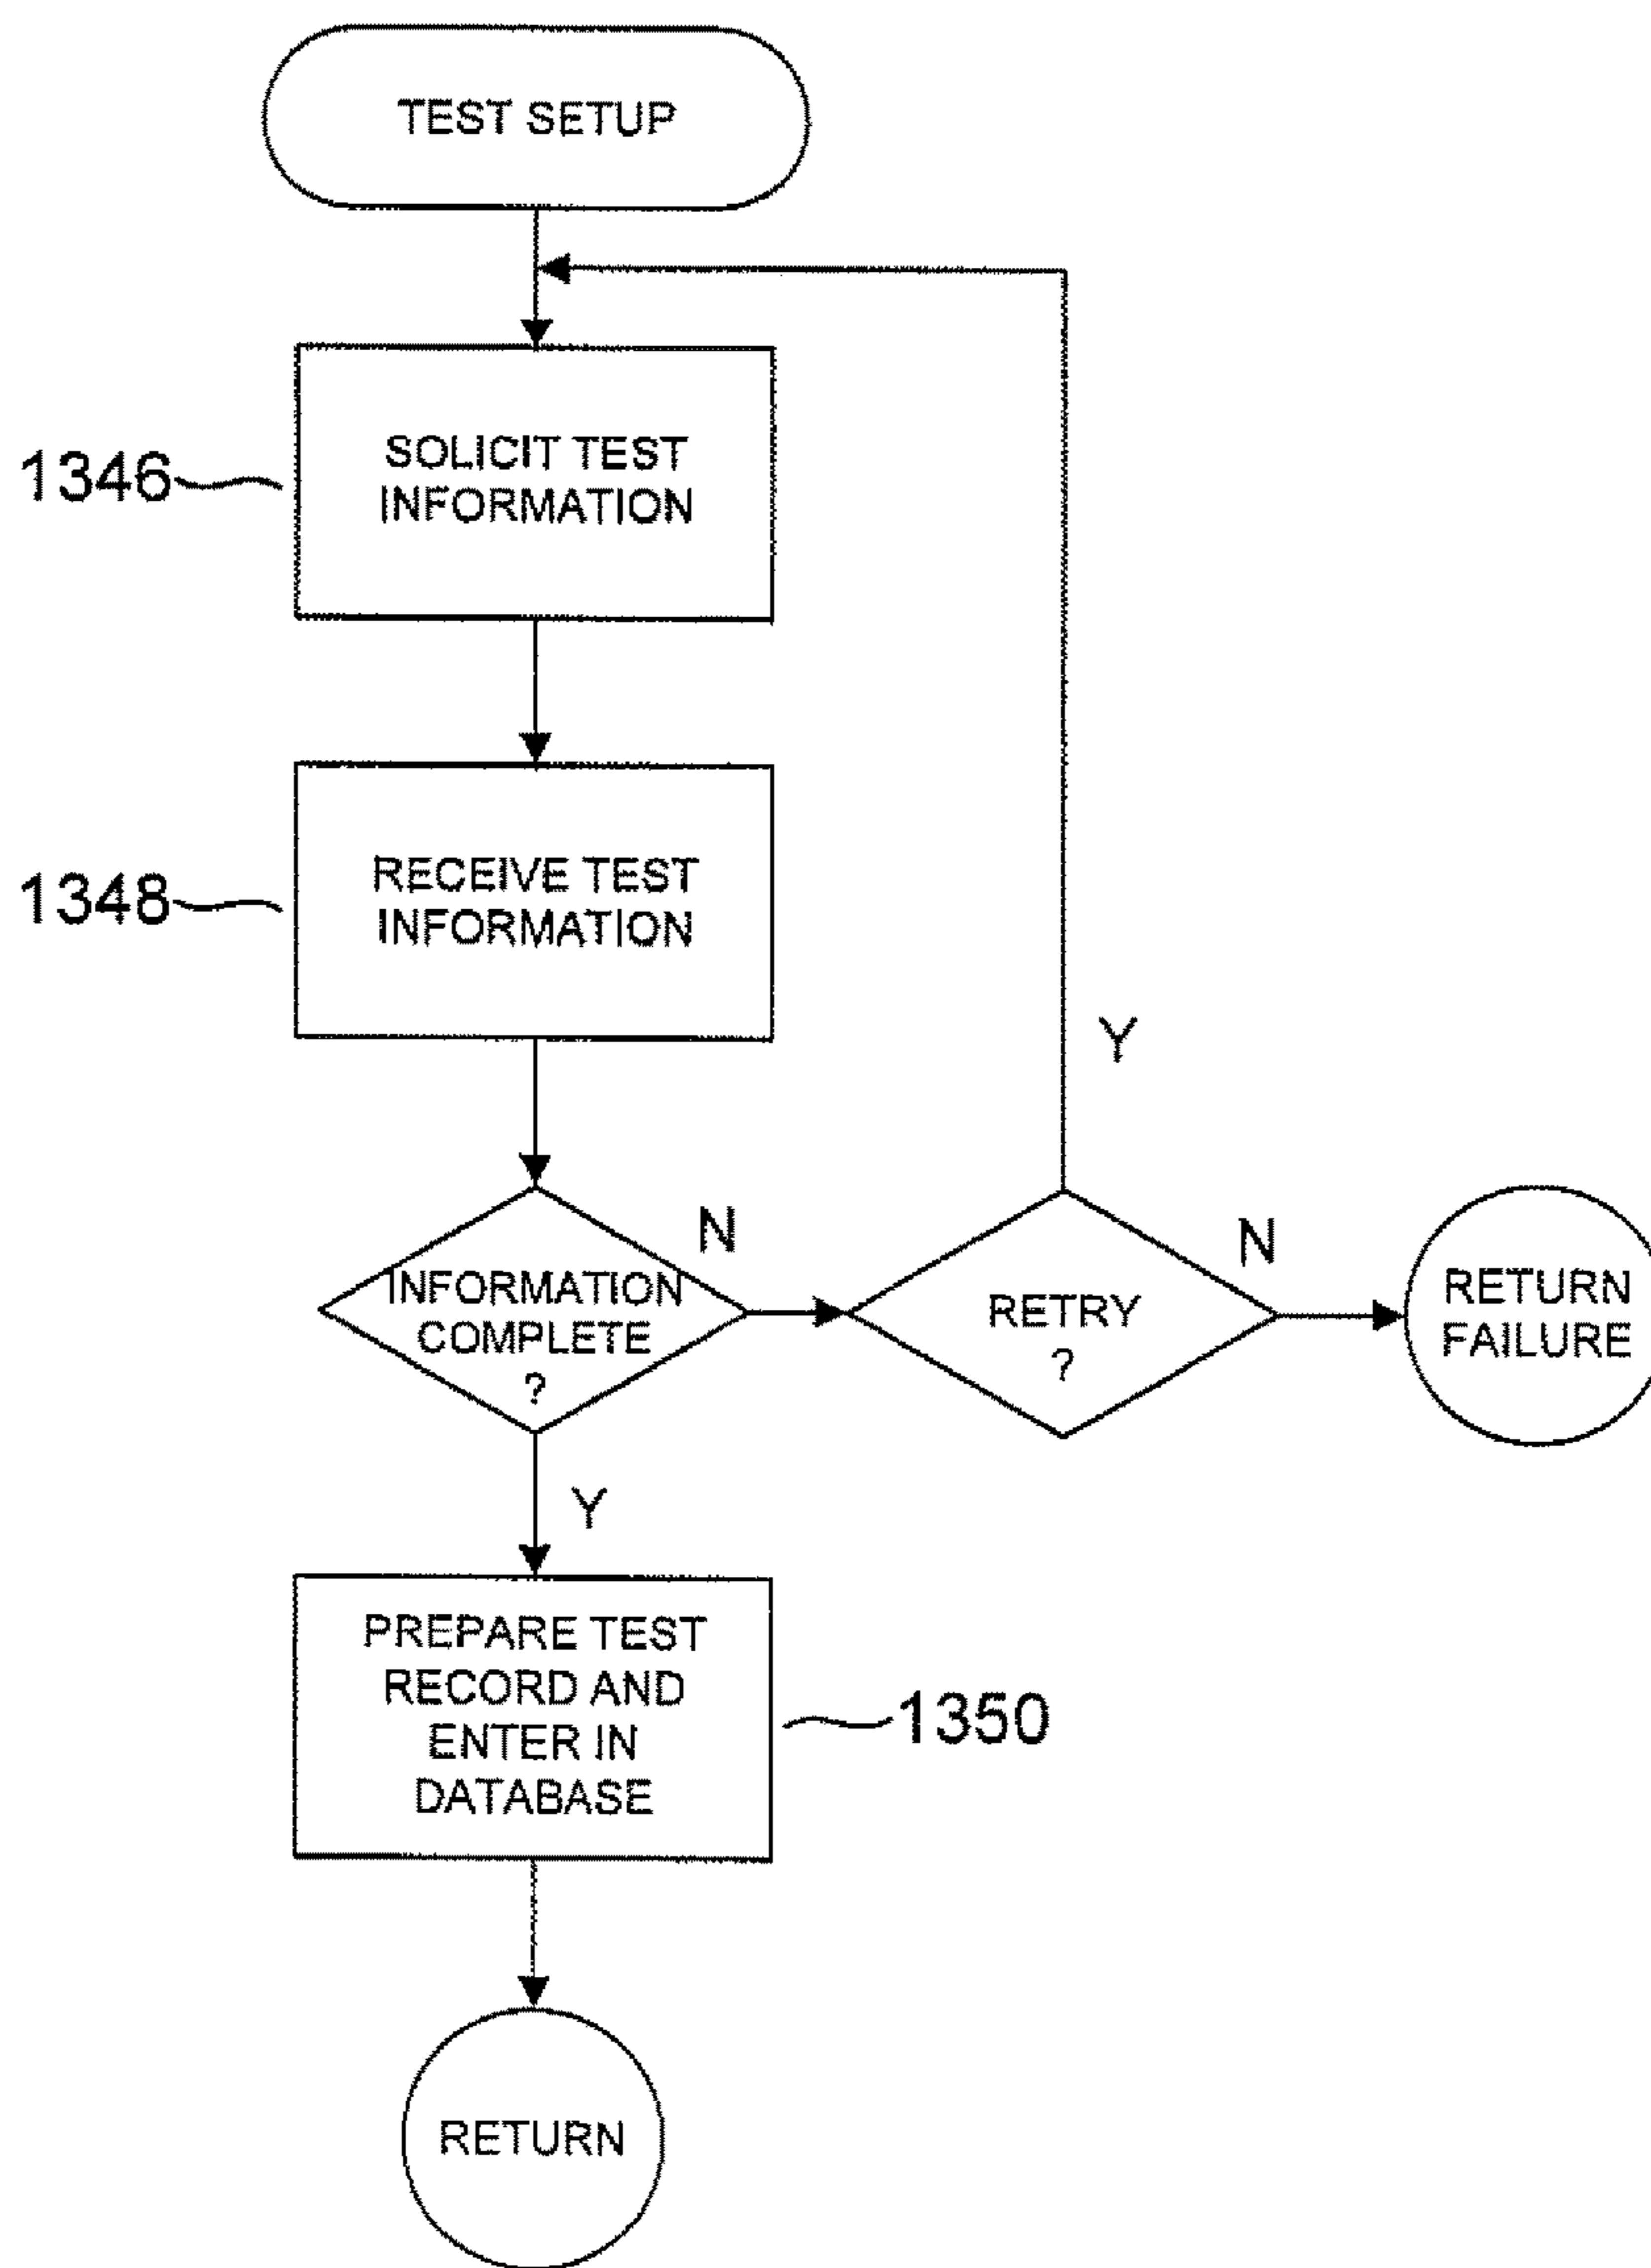 TEST SETUP
1346
SOLICIT TEST
INFORMATION
1348
RECEIVE TEST
INFORMATION
Y
INFORMATION
COMPLETE
?
N
RETRY
?
N
RETURN
FAILURE
Y
PREPARE TEST
RECORD AND
ENTER IN
DATABASE
1350
RETURN